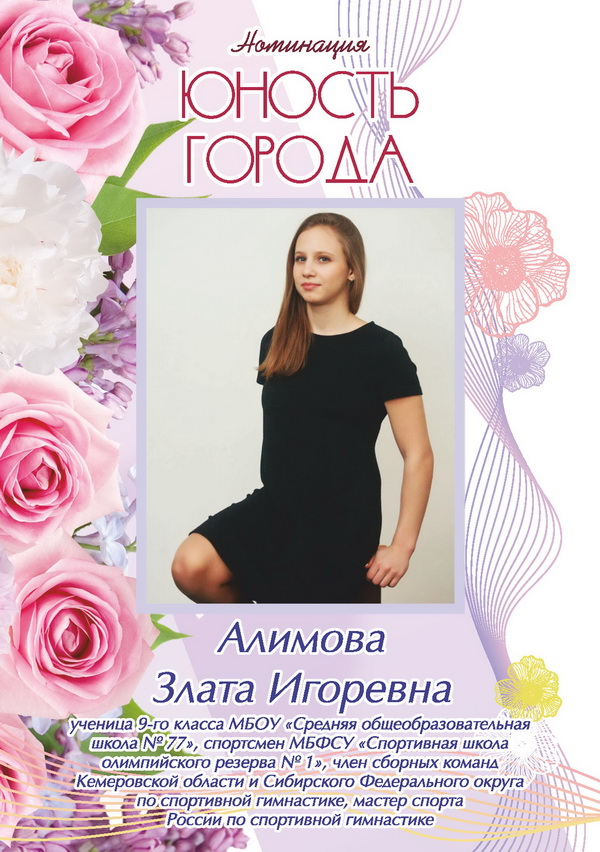 Номинация
ЮНОСТЬ
ГОРОДА
Алимова
Злата Игоревна
ученица 9-го класса МБОУ «Средняя общеобразовательная
школа № 77», спортсмен МБФСУ «Спортивная школа
олимпийского резерва № 1», член сборных команд
Кемеровской области и Сибирского Федерального округа
по спортивной гимнастике, мастер спорта
России по спортивной гимнастике